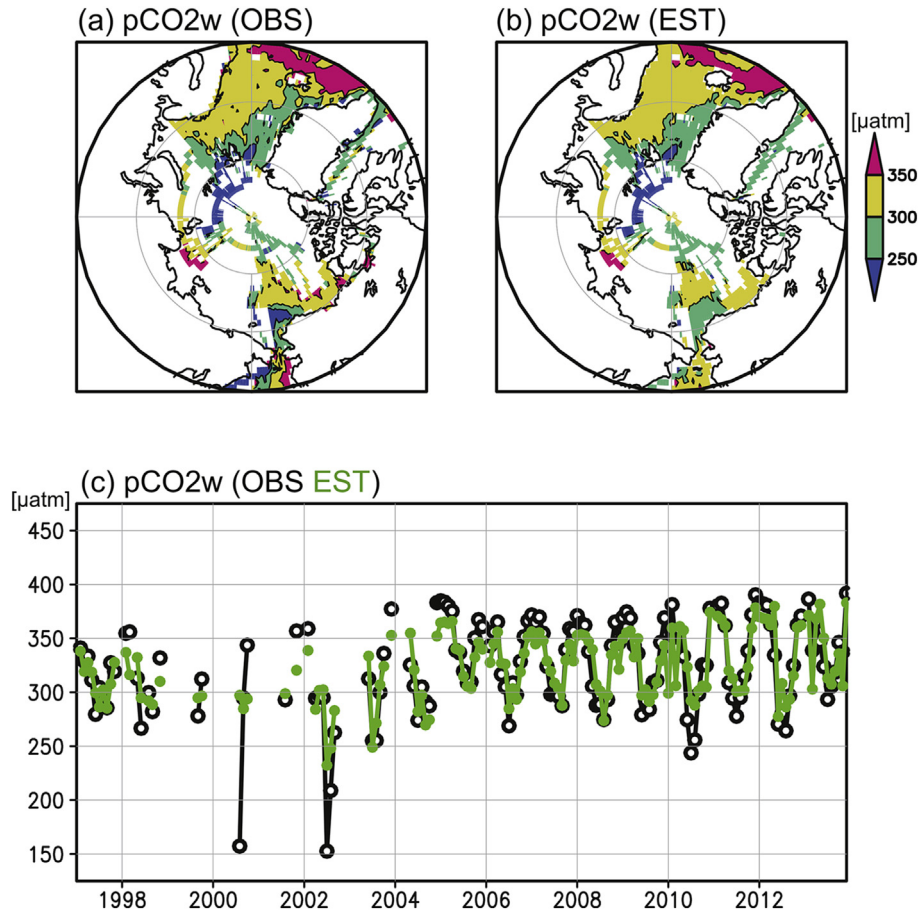 (a) pCO2w (OBS)
(b) pCO2w (EST)
[µatm]
350
300
250
(c) pCO2w (OBS EST)
[µatm]
450
400
350
300
250
200
150
1998 2000 2002 2004 2006 2008 2010 2012